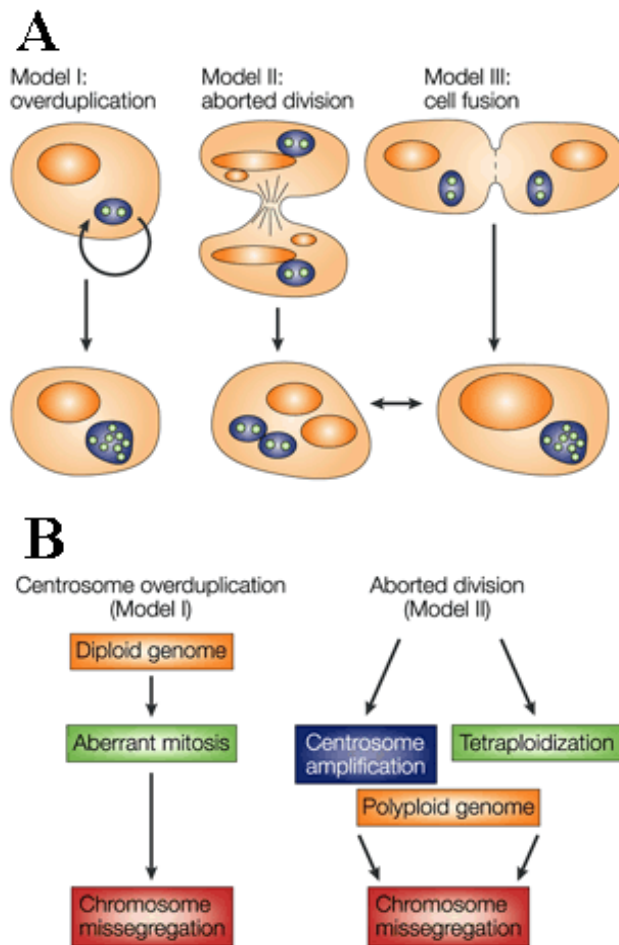 A
Model I:
overduplication
Model II:
aborted division
Model III:
cell fusion
B
Centrosome overduplication
(Model I)
Diploid genome
Aberrant mitosis
Chromosome
missegregation
Aborted division
(Model II)
Centrosome
amplification
Tetraploidization
Polyploid genome
Chromosome
missegregation